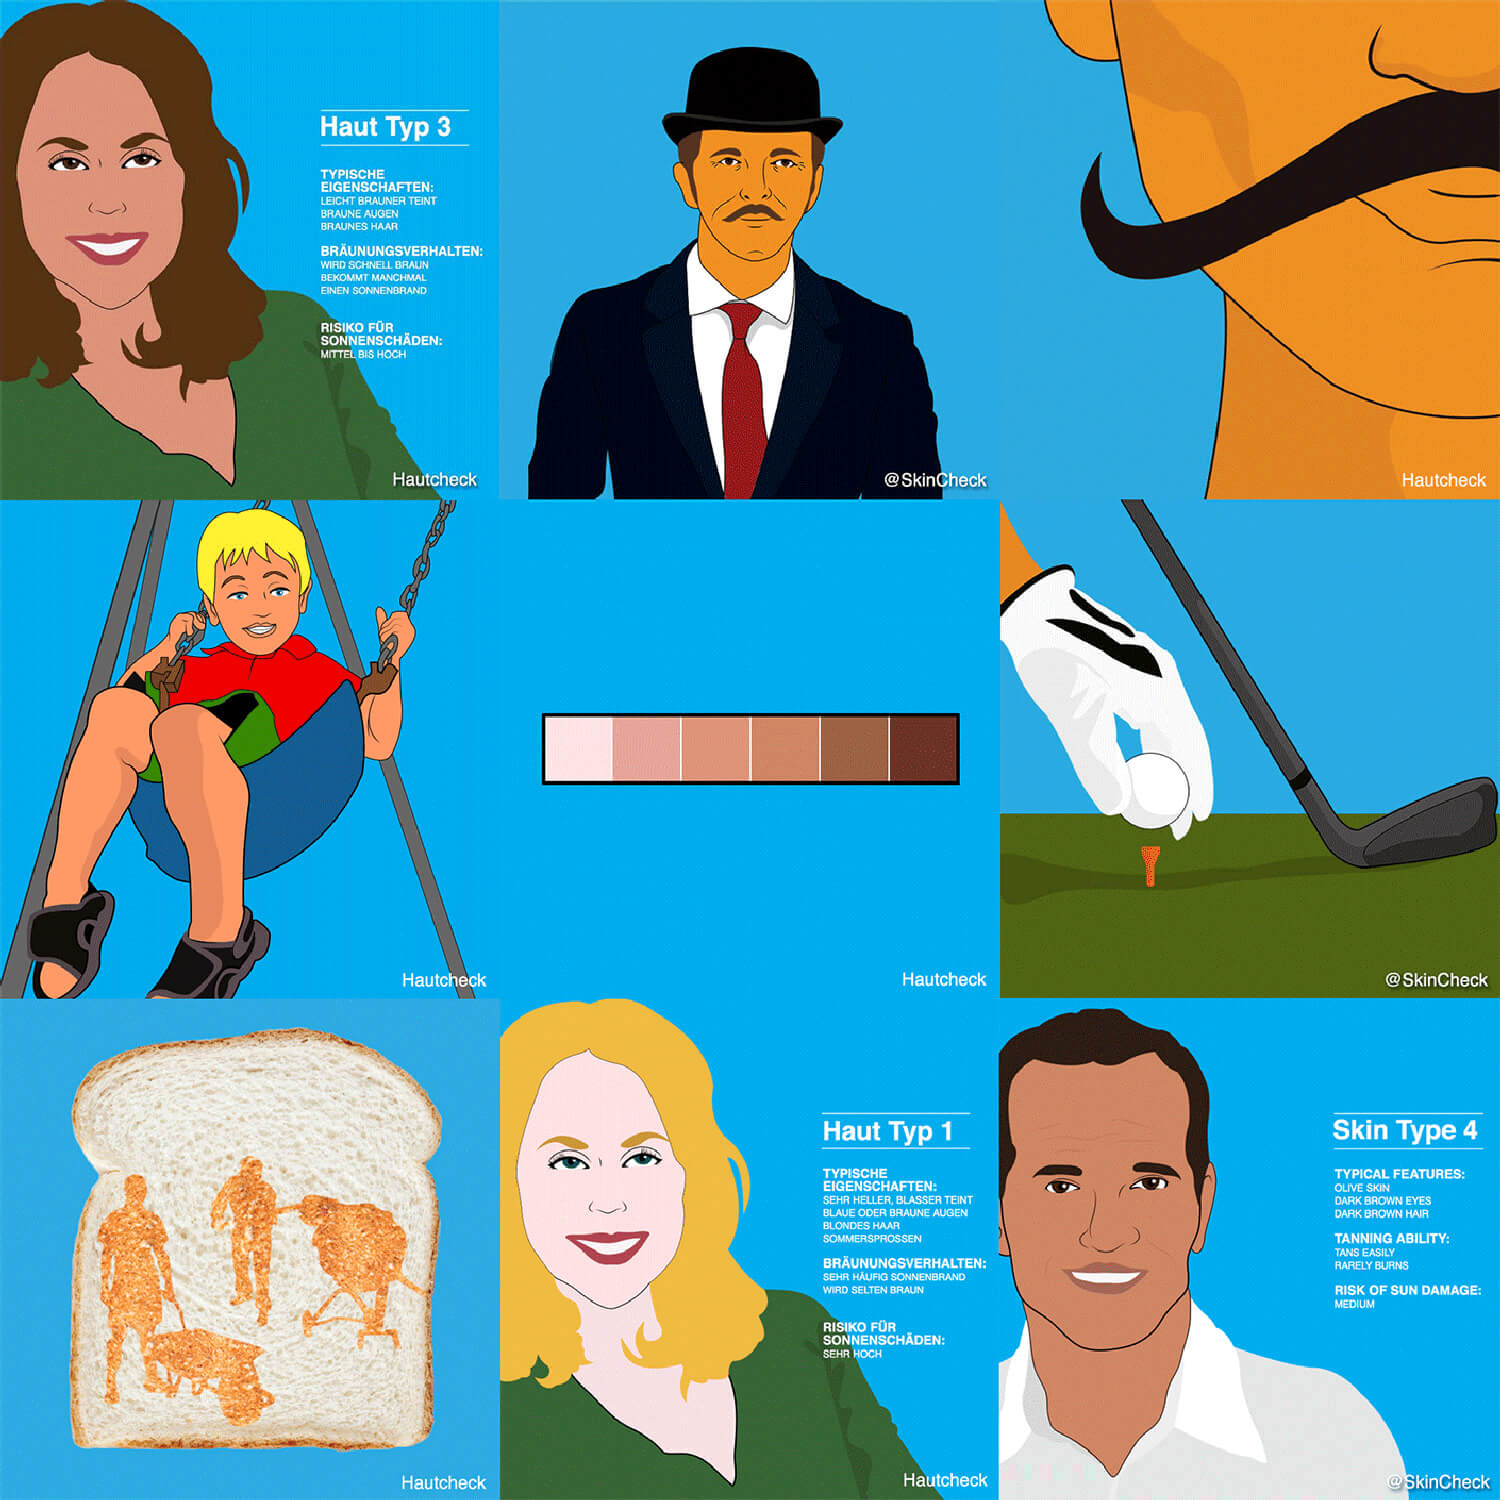 Haut Typ 3
TYPISCHE
EIGENSCHAFTEN:
LEICHT BRAUNER TEINT
BRAUNE AUGEN
BRAUNES HAAR
BRÄUNUNGSVERHALTEN:
WIRD SCHNELL BRAUN
BEKOMMT MANCHMAL
EINEN SONNENBRAND
RISIKO FÜR
SONNENSCHÄDEN:
MITTEL BIS HOCH
Hautcheck
@SkinCheck
Hautcheck
Hautcheck
Hautcheck
@SkinCheck
Hautcheck
Haut Typ 1
TYPISCHE
EIGENSCHAFTEN:
SEHR HELLER, BLASSER TEINT
BLAUE ODER BRAUNE AUGEN
BLONDES HAAR
SOMMERSPROSSEN
BRÄUNUNGSVERHALTEN:
SEHR HÄUFIG SONNENBRAND
WIRD SELTEN BRAUN
RISIKO FÜR
SONNENSCHÄDEN:
SEHR HOCH
Hautcheck
Skin Type 4
TYPICAL FEATURES:
OLIVE SKIN
DARK BROWN EYES
DARK BROWN HAIR
TANNING ABILITY:
TANS EASILY
RARELY BURNS
RISK OF SUN DAMAGE:
MEDIUM
@SkinCheck